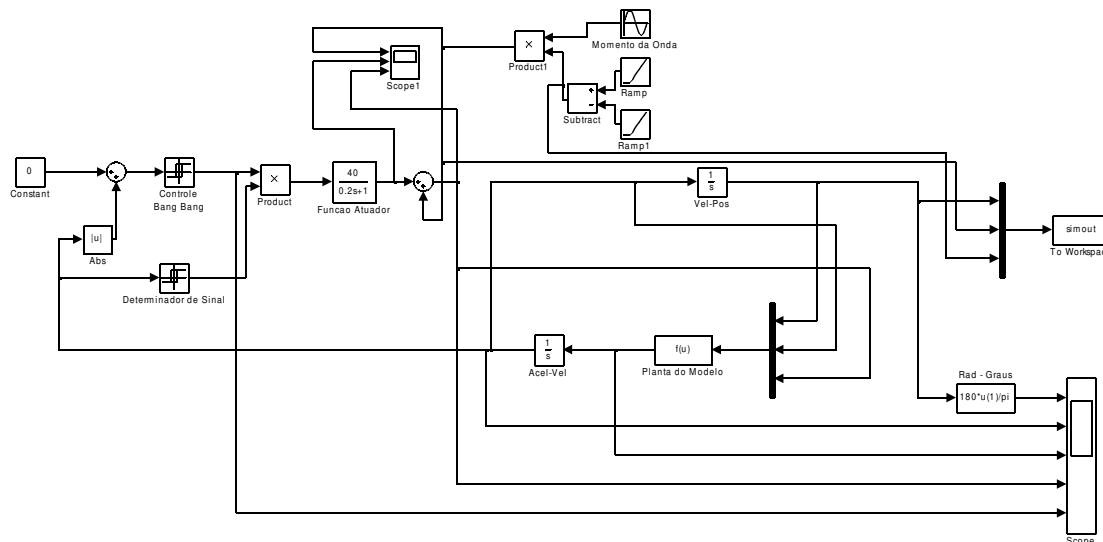 Momento da Onda
×
Product1
Scope1
Ramp
+
-
Subtract
Ramp1
0
Constant
Controle
Bang Bang
×
Product
40
0.2s+1
Funcao Atuador
1
s
Vel-Pos
simout
To Workspac
|u|
Abs
Determinador de Sinal
1
s
Acel-Vel
f(u)
Planta do Modelo
Rad - Graus
180*u(1)/pi
Scope